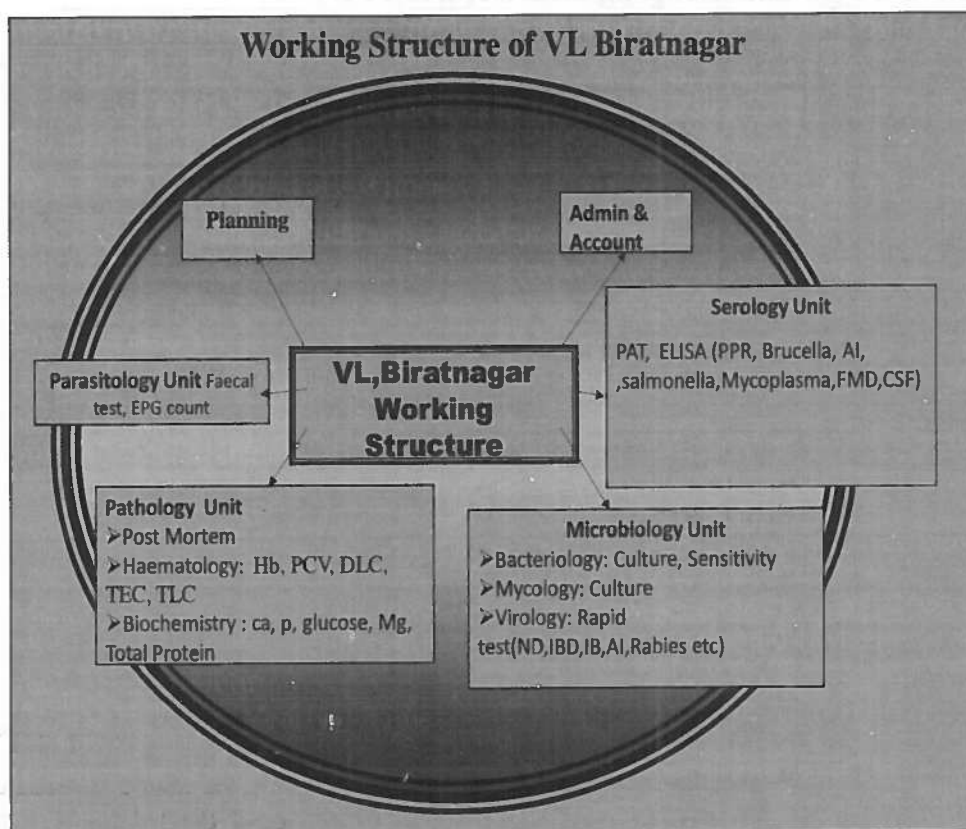 Working Structure of VL Biratnagar
Planning
Admin &
Account
Serology Unit
PAT, ELISA (PPR, Brucella, AI,
,salmonella,Mycoplasma,FMD,CSF)
Parasitology Unit Faecal
test, EPG count
VL,Biratnagar
Working
Structure
Pathology Unit
➢Post Mortem
➢Haematology: Hb, PCV, DLC,
TEC, TLC
➢Biochemistry : ca, p, glucose, Mg,
Total Protein
Microbiology Unit
➢Bacteriology: Culture, Sensitivity
➢Mycology: Culture
➢Virology: Rapid
test(ND,IBD,IB,AI,Rabies etc)